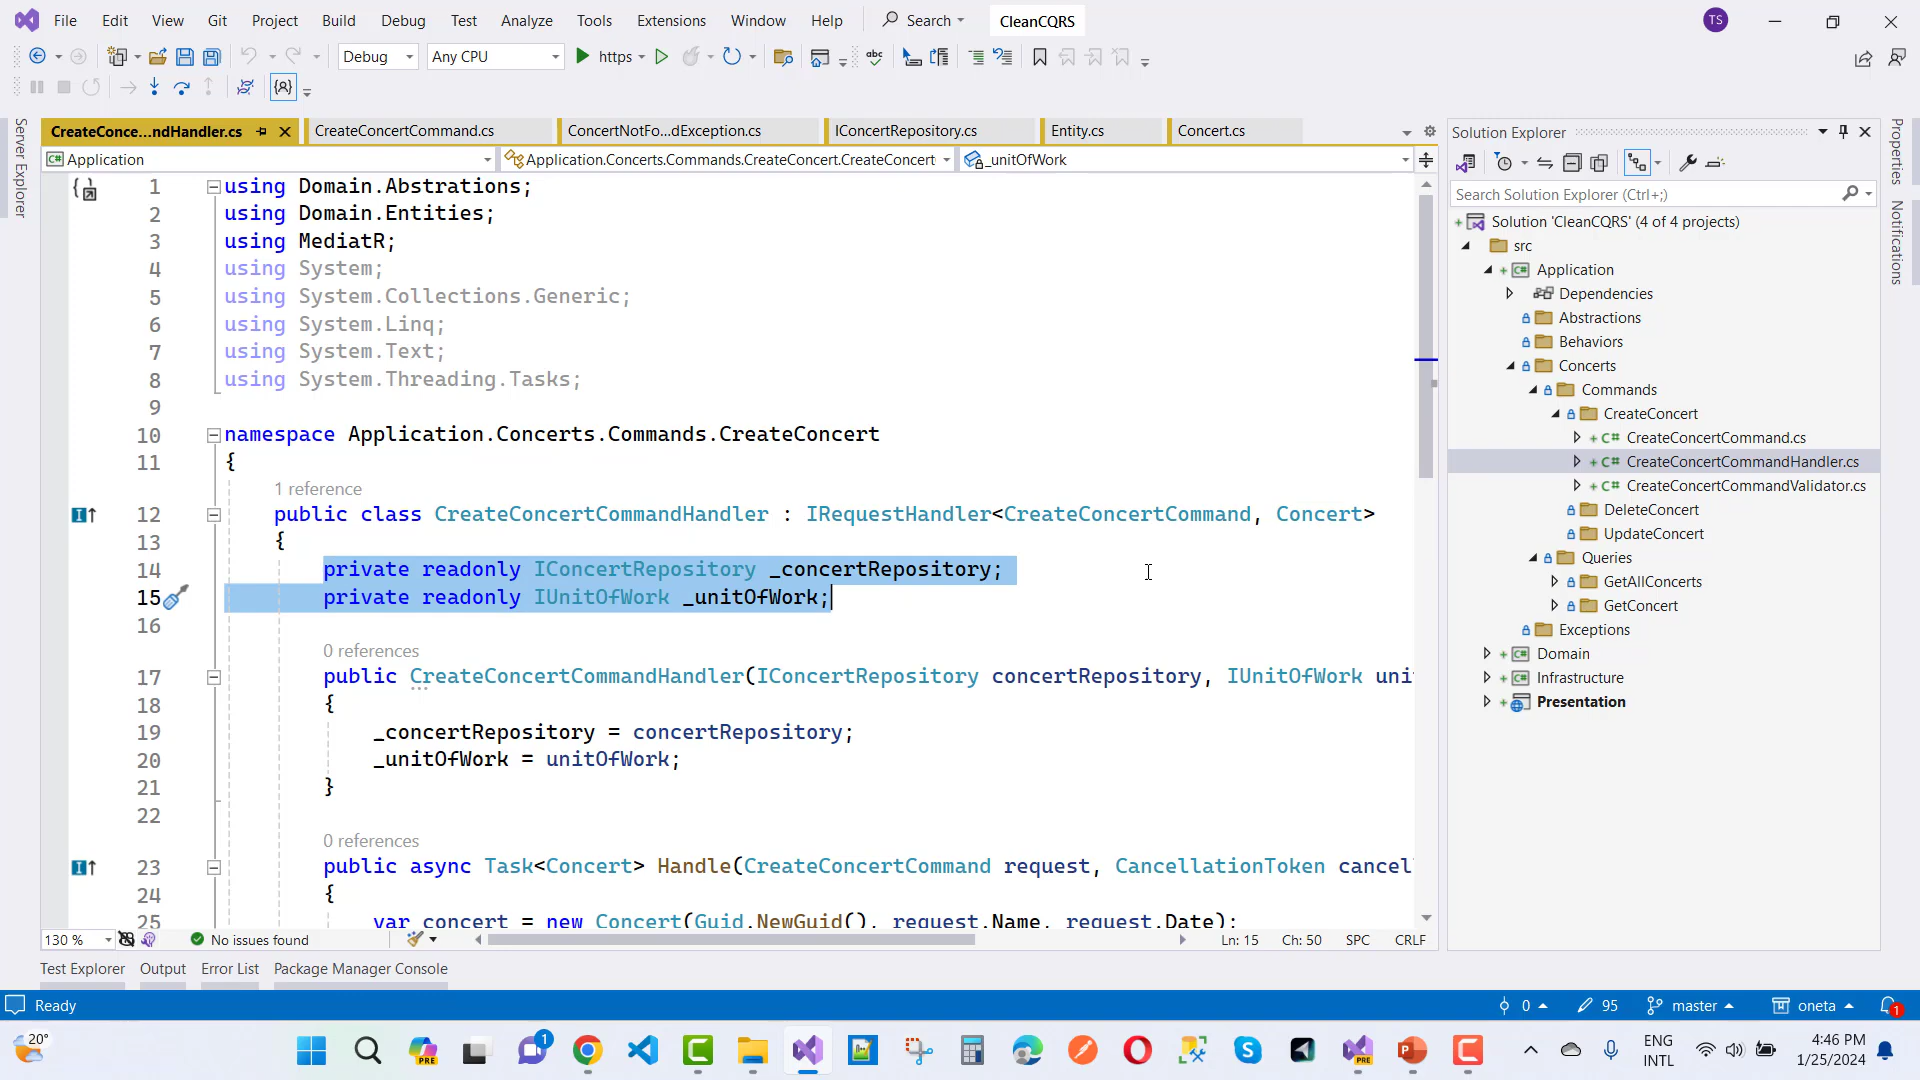 File Edit View Git Project Build Debug Test Analyze Tools Extensions Window Help Search CleanCQRS TS
Debug Any CPU https
CreateConce...ndHandler.cs CreateConcertCommand.cs ConcertNotFo...dException.cs IConcertRepository.cs Entity.cs Concert.cs
Application Application.Concerts.Commands.CreateConcert.CreateConcert _unitOfWork
1 using Domain.Abstrations;
2 using Domain.Entities;
3 using MediatR;
4 using System;
5 using System.Collections.Generic;
6 using System.Linq;
7 using System.Text;
8 using System.Threading.Tasks;
9
10 namespace Application.Concerts.Commands.CreateConcert
11 {
1 reference
12 public class CreateConcertCommandHandler : IRequestHandler<CreateConcertCommand, Concert>
13 {
14 private readonly IConcertRepository _concertRepository;
15 private readonly IUnitOfWork _unitOfWork;
16
0 references
17 public CreateConcertCommandHandler(IConcertRepository concertRepository, IUnitOfWork uni
18 {
19 _concertRepository = concertRepository;
20 _unitOfWork = unitOfWork;
21 }
22
0 references
23 public async Task<Concert> Handle(CreateConcertCommand request, CancellationToken cancell
24 {
25 var concert = new Concert(Guid.NewGuid(), request.Name, request.Date);
130 % No issues found Ln: 15 Ch: 50 SPC CRLF
Server Explorer
Solution Explorer
Search Solution Explorer (Ctrl+;)
Solution 'CleanCQRS' (4 of 4 projects)
src
Application
Dependencies
Abstractions
Behaviors
Concerts
Commands
CreateConcert
CreateConcertCommand.cs
CreateConcertCommandHandler.cs
CreateConcertCommandValidator.cs
DeleteConcert
UpdateConcert
Queries
GetAllConcerts
GetConcert
Exceptions
Domain
Infrastructure
Presentation
Properties
Notifications
Test Explorer Output Error List Package Manager Console
Ready 0 95 master oneta 1
20° PRE 1 PRE ENG
INTL 4:46 PM
1/25/2024